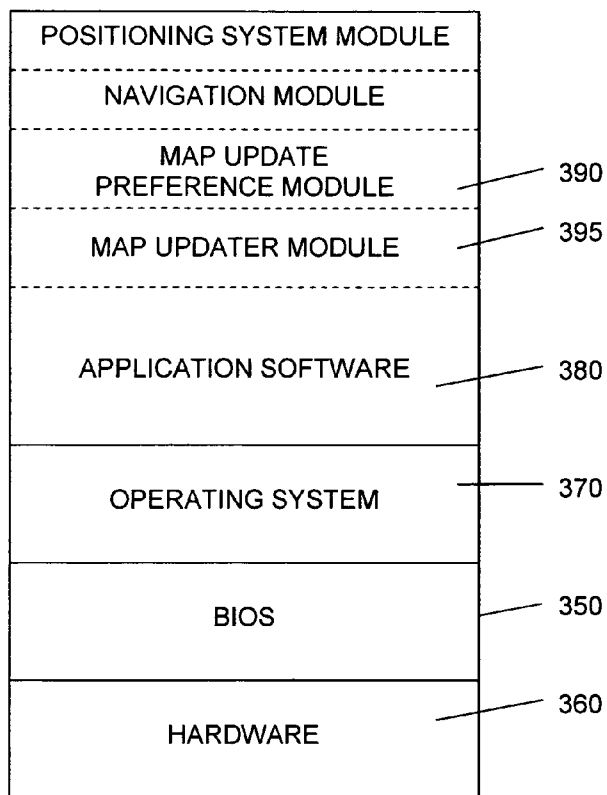 POSITIONING SYSTEM MODULE
NAVIGATION MODULE
MAP UPDATE
PREFERENCE MODULE
390
MAP UPDATER MODULE
395
APPLICATION SOFTWARE
380
OPERATING SYSTEM
370
BIOS
350
HARDWARE
360